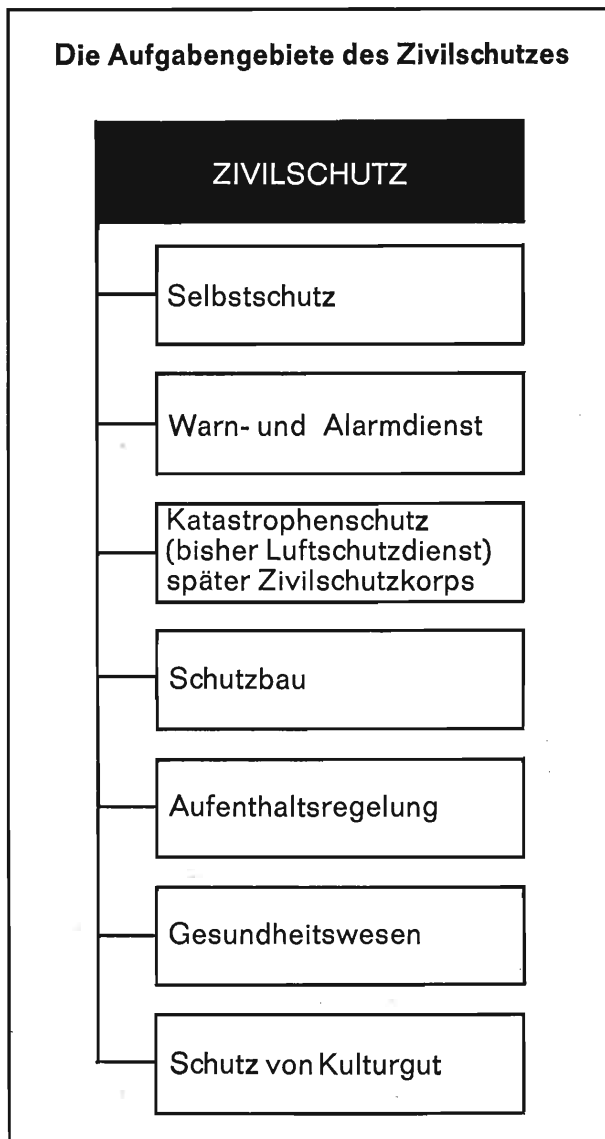 Die Aufgabengebiete des Zivilschutzes
ZIVILSCHUTZ
Selbstschutz
Warn- und Alarmdienst
Katastrophenschutz
(bisher Luftschutzdienst)
später Zivilschutzkorps
Schutzbau
Aufenthaltsregelung
Gesundheitswesen
Schutz von Kulturgut